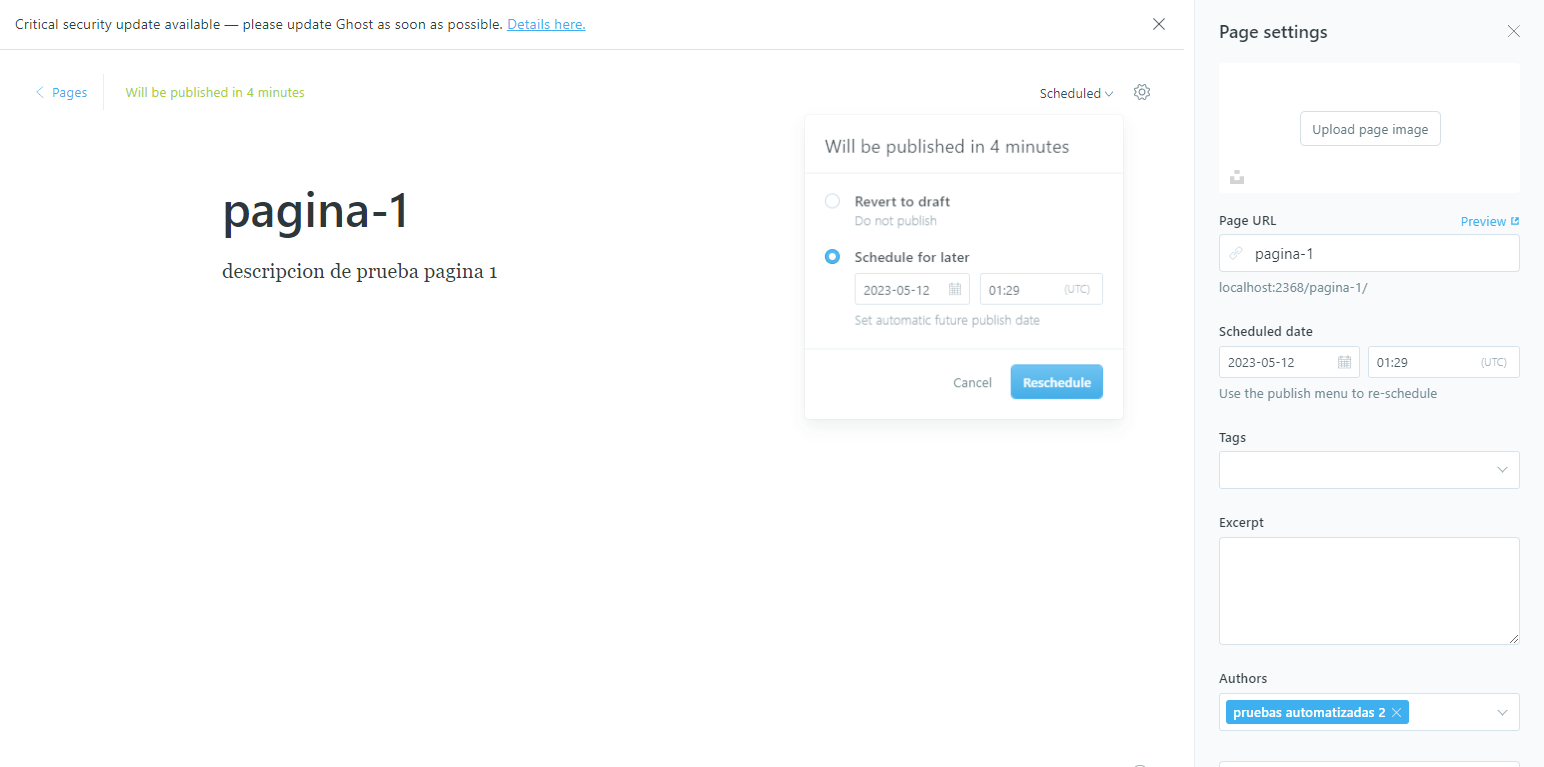 Critical security update available — please update Ghost as soon as possible. Details here.
Pages
Will be published in 4 minutes
Scheduled
Will be published in 4 minutes
Revert to draft
Do not publish
Schedule for later
2023-05-12
01:29 (UTC)
Set automatic future publish date
Cancel
Reschedule
pagina-1
descripcion de prueba pagina 1
Page settings
Upload page image
Page URL
Preview
pagina-1
localhost:2368/pagina-1/
Scheduled date
2023-05-12
01:29 (UTC)
Use the publish menu to re-schedule
Tags
Excerpt
Authors
pruebas automatizadas 2